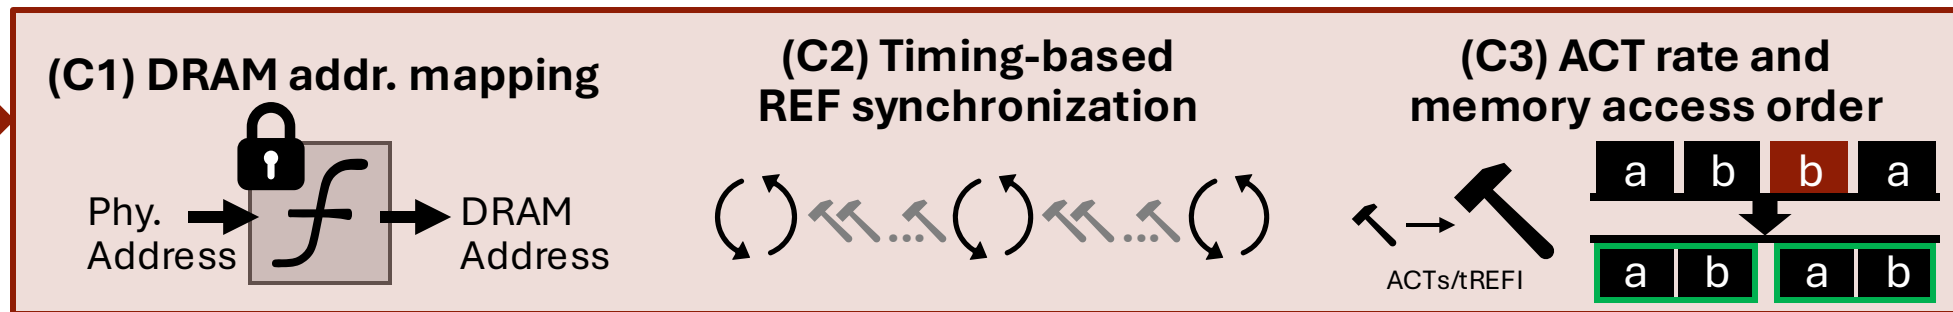 (C1) DRAM addr. mapping
Phy.
Address
DRAM
Address
(C2) Timing-based
REF synchronization
(C3) ACT rate and
memory access order
ACTs/tREFI
a b b a
a b a b